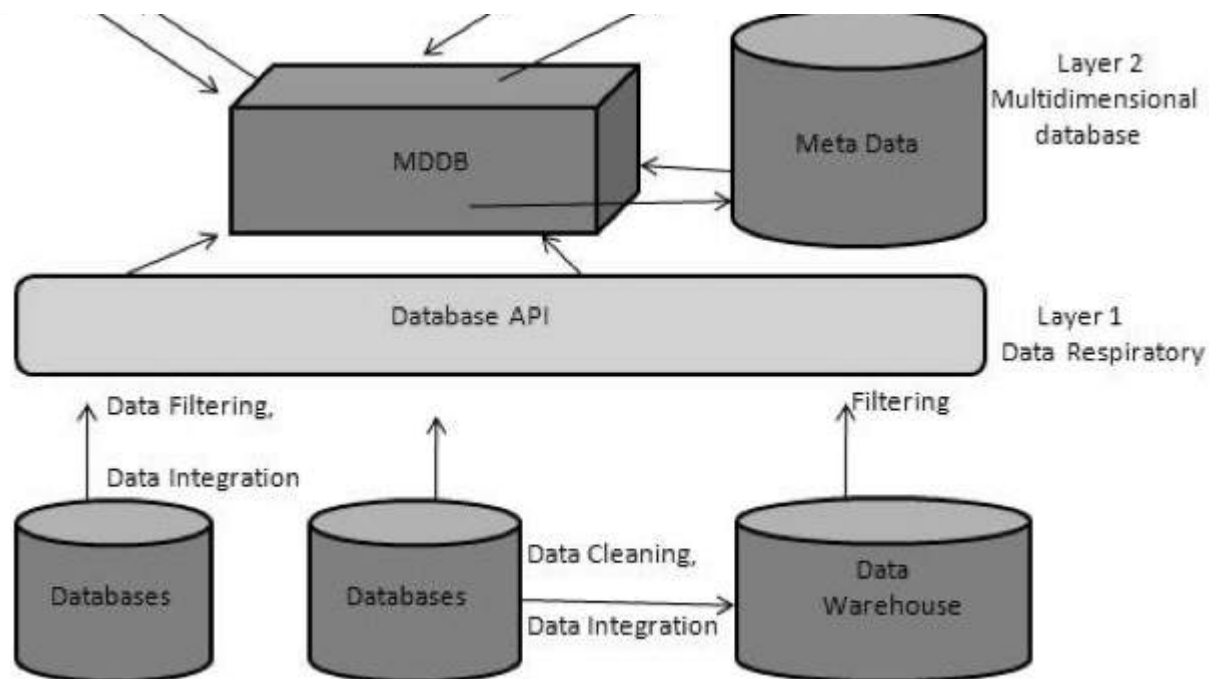 Layer 2
Multidimensional
database
Meta Data
MDDB
Database API
Layer 1
Data Respiratory
Data Filtering,
Filtering
Data Integration
Data Cleaning,
Data
Warehouse
Databases
Databases
Data Integration